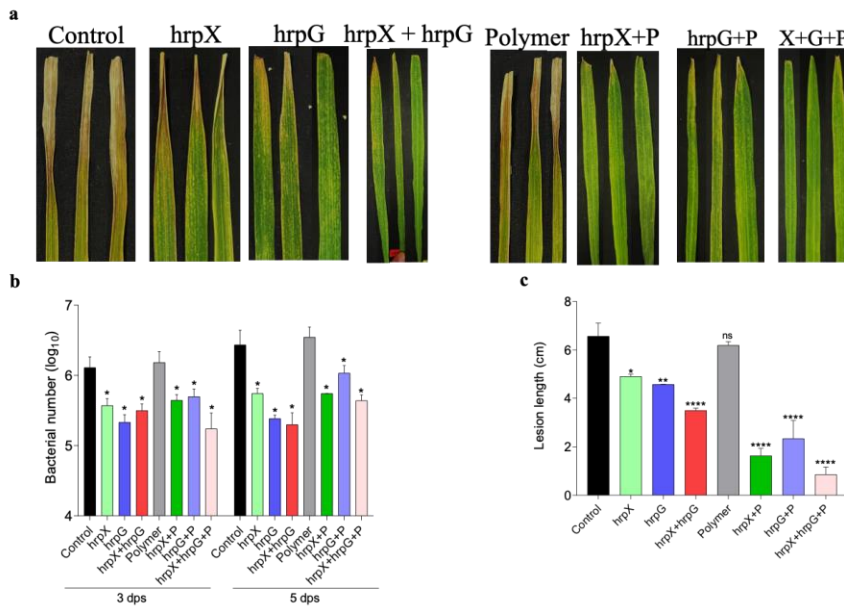 a
Control hrpX hrpG hrpX + hrpG Polymer hrpX+P hrpG+P X+G+P
b
Bacterial number (log10)
7
6
5
4
* * * * * * * * * * * *
Control hrpX hrpG hrpX+hrpG Polymer hrpX+P hrpG+P hrpX+hrpG+P Control hrpX hrpG hrpX+hrpG Polymer hrpX+P hrpG+P hrpX+hrpG+P
3 dps 5 dps
c
Lesion length (cm)
8
6
4
2
0
* ** **** ns **** **** ****
Control hrpX hrpG hrpX+hrpG Polymer hrpX+P hrpG+P hrpX+hrpG+P